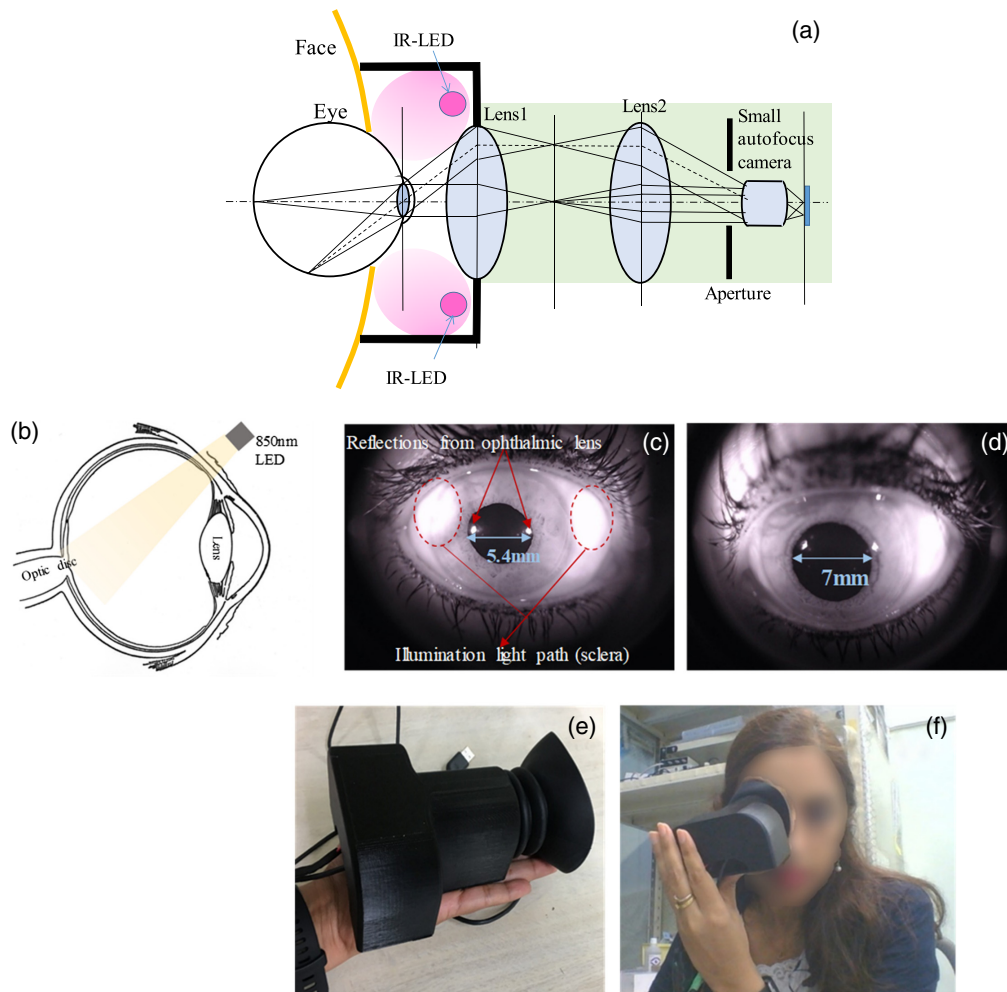 (a)
IR-LED
Face
Eye
Lens1
Lens2
Small
autofocus
camera
Aperture
IR-LED
(b)
850nm
LED
Lens
Optic disc
(c)
Reflections from ophthalmic lens
5.4mm
Illumination light path (sclera)
(d)
7mm
(e)
(f)